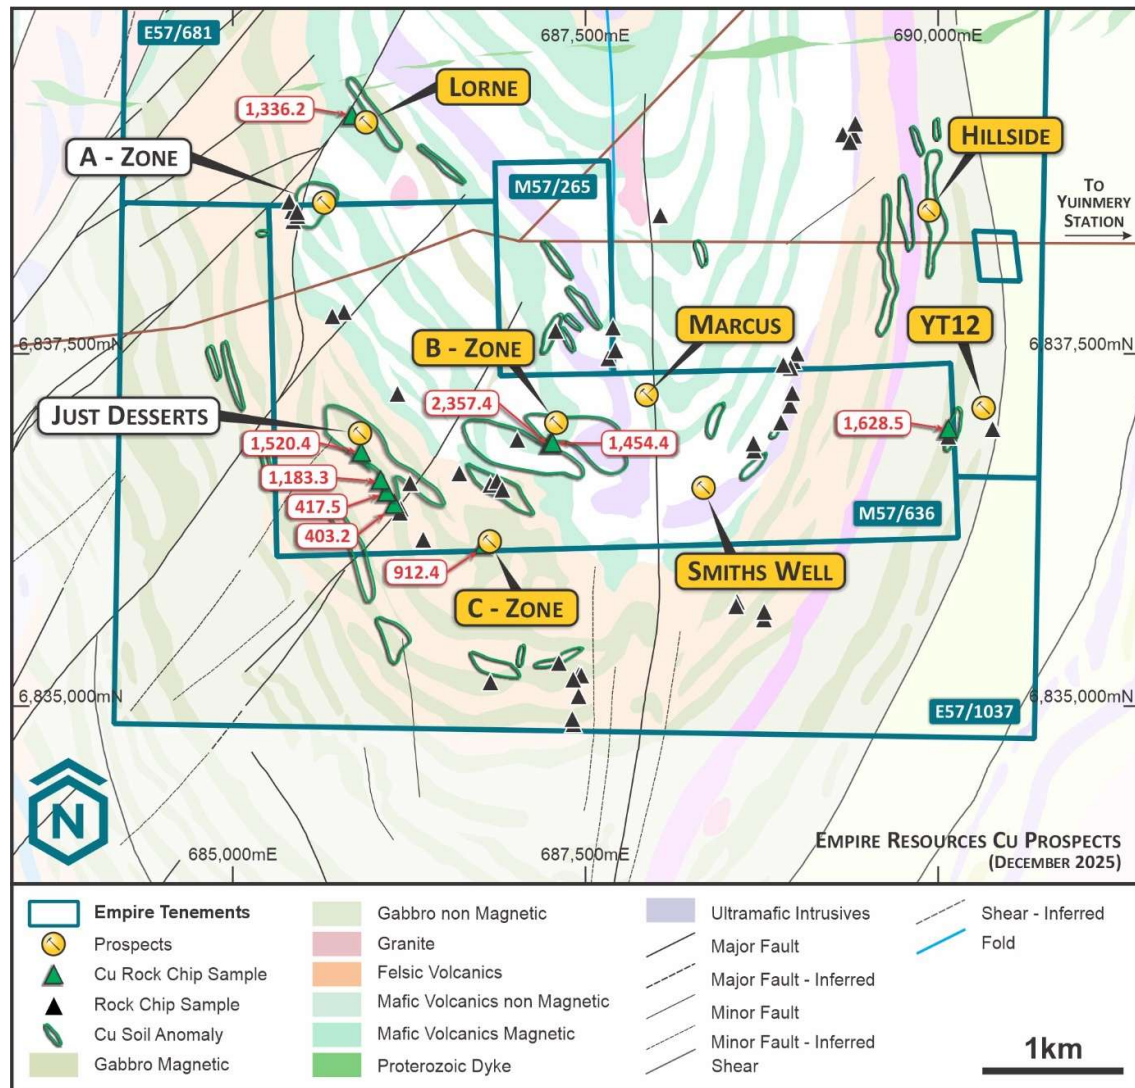 E57/681
687,500mE
690,000mE
LORNE
1,336.2
A - ZONE
HILLSIDE
M57/265
TO
YUINMERY
STATION
MARCUS
YT12
B - ZONE
6,837,500mN
6,837,500mN
JUST DESSERTS
2,357.4
1,454.4
1,628.5
1,520.4
1,183.3
417.5
403.2
M57/636
912.4
SMITHS WELL
C - ZONE
6,835,000mN
6,835,000mN
E57/1037
N
685,000mE
687,500mE
EMPIRE RESOURCES CU PROSPECTS
(DECEMBER 2025)
Empire Tenements
Prospects
Cu Rock Chip Sample
Rock Chip Sample
Cu Soil Anomaly
Gabbro Magnetic
Gabbro non Magnetic
Granite
Felsic Volcanics
Mafic Volcanics non Magnetic
Mafic Volcanics Magnetic
Proterozoic Dyke
Ultramafic Intrusives
Major Fault
Major Fault - Inferred
Minor Fault
Minor Fault - Inferred
Shear
Shear - Inferred
Fold
1km